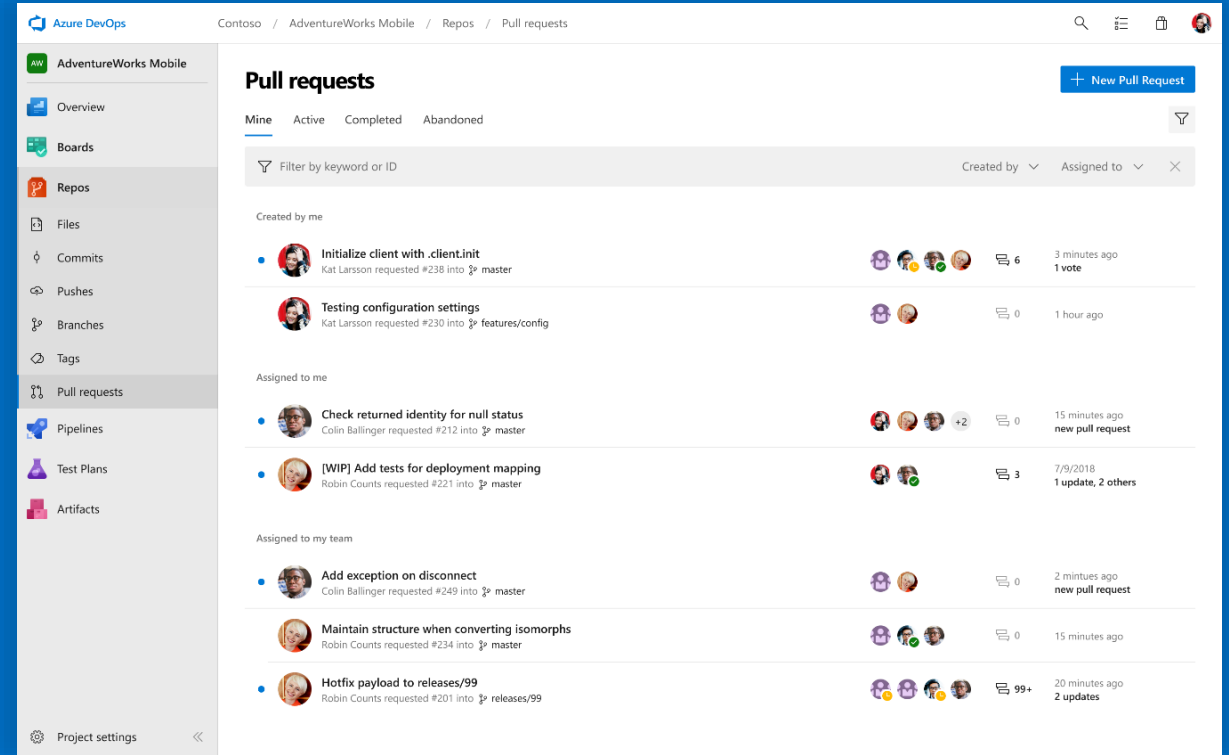 Azure DevOps
Contoso / AdventureWorks Mobile / Repos / Pull requests
AW AdventureWorks Mobile
Overview
Boards
Repos
Files
Commits
Pushes
Branches
Tags
Pull requests
Pipelines
Test Plans
Artifacts
Project settings
Pull requests
New Pull Request
Mine Active Completed Abandoned
Filter by keyword or ID Created by Assigned to
Created by me
Initialize client with .client.init
Kat Larsson requested #238 into master
6
3 minutes ago
1 vote
Testing configuration settings
Kat Larsson requested #230 into features/config
0
1 hour ago
Assigned to me
Check returned identity for null status
Colin Ballinger requested #212 into master
+2
0
15 minutes ago
new pull request
[WIP] Add tests for deployment mapping
Robin Counts requested #221 into master
3
7/9/2018
1 update, 2 others
Assigned to my team
Add exception on disconnect
Colin Ballinger requested #249 into master
0
2 mintues ago
new pull request
Maintain structure when converting isomorphs
Robin Counts requested #234 into master
0
15 minutes ago
Hotfix payload to releases/99
Robin Counts requested #201 into releases/99
99+
20 minutes ago
2 updates